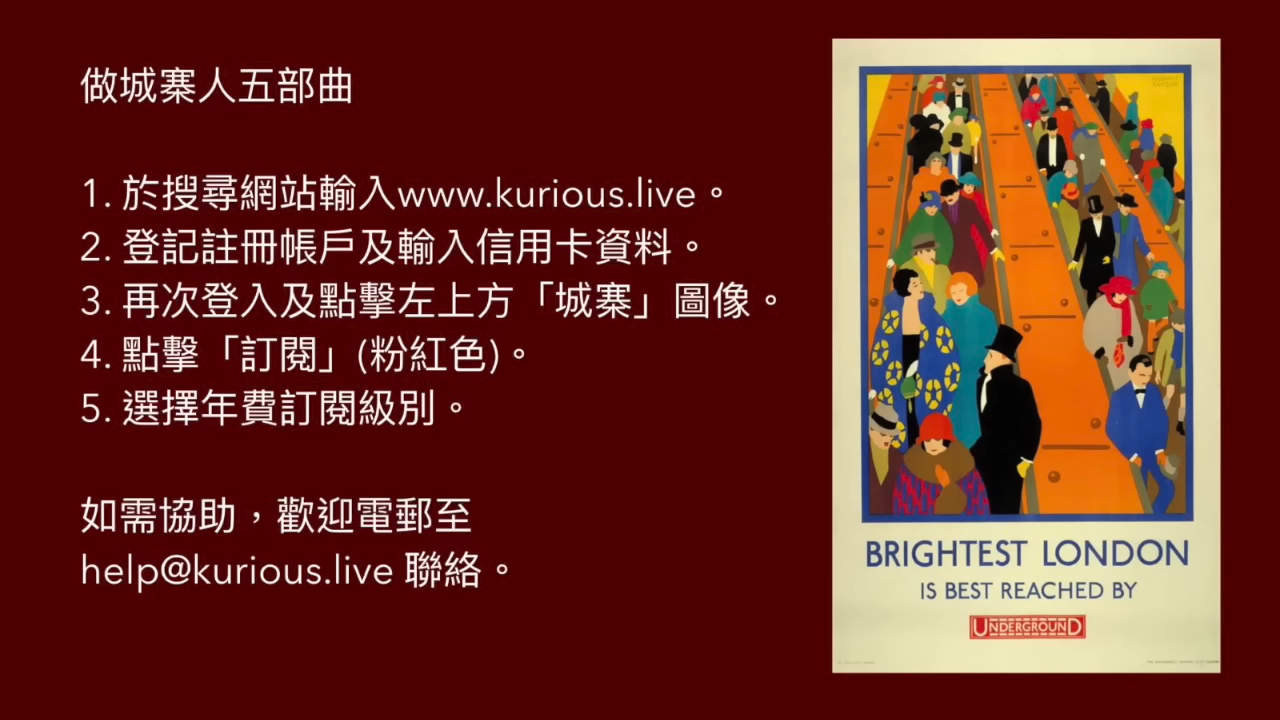 做城寨人五部曲
1. 於搜尋網站輸入www.kurious.live。
2. 登記註冊帳戶及輸入信用卡資料。
3. 再次登入及點擊左上方「城寨」圖像。
4. 點擊「訂閱」(粉紅色)。
5. 選擇年費訂閱級別。
如需協助，歡迎電郵至
help@kurious.live 聯絡。
BRIGHTEST LONDON
IS BEST REACHED BY
UNDERGROUND